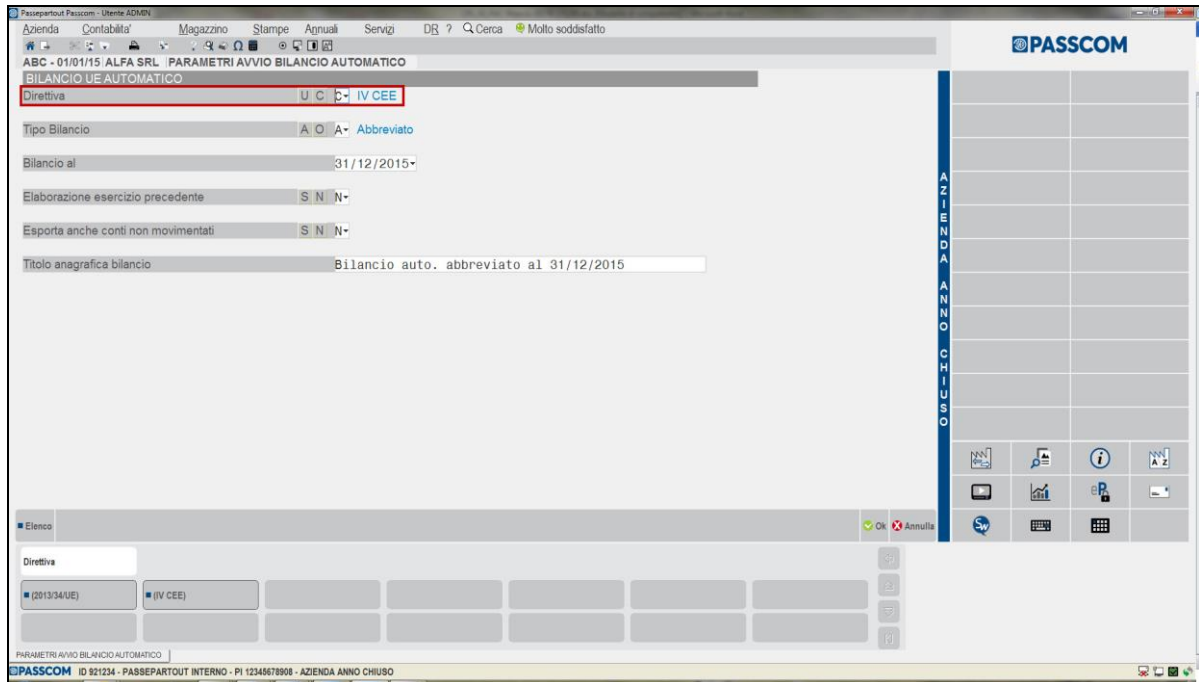 Passepartout Passcom - Utente ADMIN
Azienda Contabilita' Magazzino Stampe Annuali Servizi DR ? Cerca Molto soddisfatto
PASSCOM
ABC - 01/01/15 ALFA SRL PARAMETRI AVVIO BILANCIO AUTOMATICO
BILANCIO UE AUTOMATICO
Direttiva U C C IV CEE
Tipo Bilancio A O A Abbreviato
Bilancio al 31/12/2015
Elaborazione esercizio precedente S N N
Esporta anche conti non movimentati S N N
Titolo anagrafica bilancio Bilancio auto. abbreviato al 31/12/2015
AZIENDA ANNO CHIUSO
Elenco Ok Annulla
Direttiva
(2013/34/UE) (IV CEE)
PARAMETRI AVVIO BILANCIO AUTOMATICO
PASSCOM ID 921234 - PASSEPARTOUT INTERNO - PI 12345678908 - AZIENDA ANNO CHIUSO